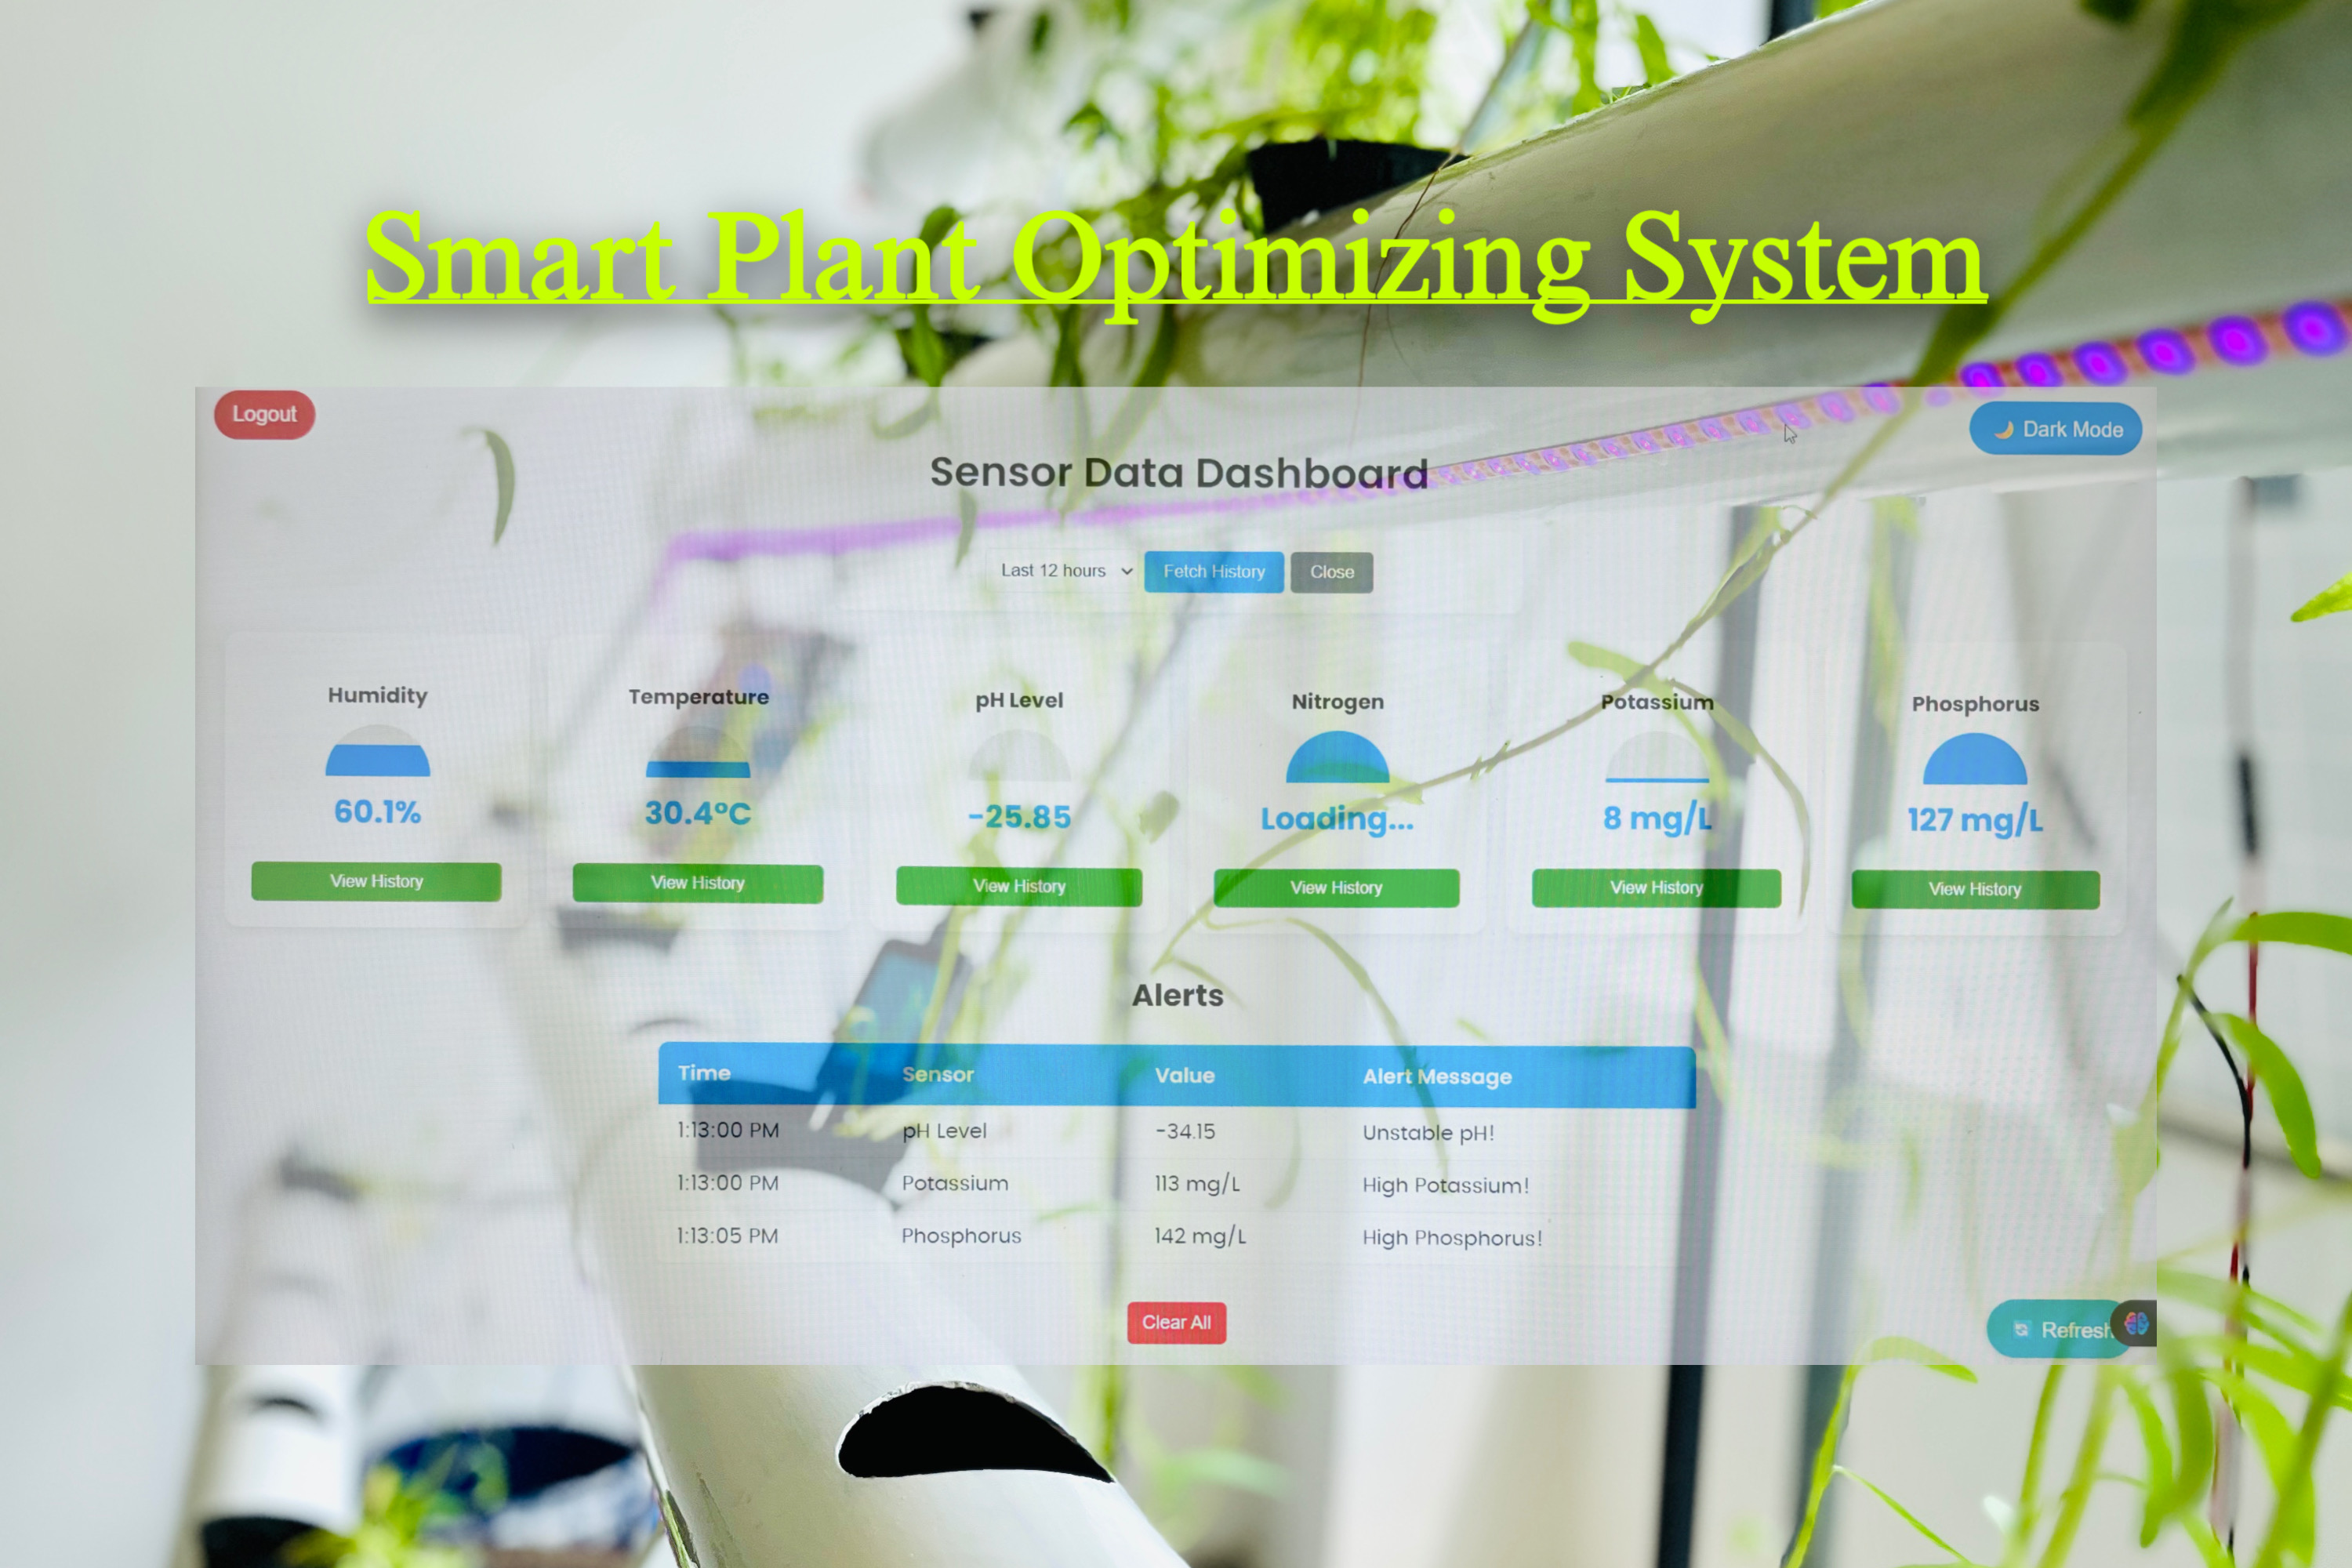 Smart Plant Optimizing System
Logout
Dark Mode
Sensor Data Dashboard
Last 12 hours Fetch History Close
Humidity Temperature pH Level Nitrogen Potassium Phosphorus
60.1% 30.4°C -25.85 Loading... 8 mg/L 127 mg/L
View History View History View History View History View History View History
Alerts
Time Sensor Value Alert Message
1:13:00 PM pH Level -34.15 Unstable pH!
1:13:00 PM Potassium 113 mg/L High Potassium!
1:13:05 PM Phosphorus 142 mg/L High Phosphorus!
Clear All
Refresh